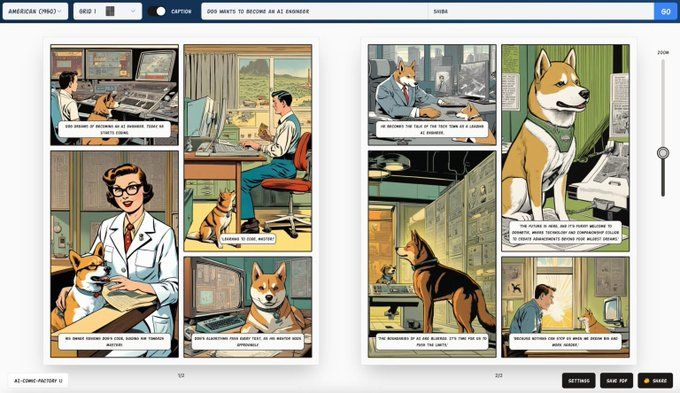 AMERICAN (1950)
GRID 1
CAPTION
DOG WANTS TO BECOME AN AI ENGINEER
SHIBA
GO
DOG DREAMS OF BECOMING AN AI ENGINEER. TODAY, HE
STARTS CODING.
"LEARNING TO CODE, MASTER!"
HIS OWNER REVIEWS DOG'S CODE, GUIDING HIM TOWARDS
MASTERY.
DOG'S ALGORITHM PASS EVERY TEST, AS HIS MENTOR NODS
APPROVINGLY.
HE BECOMES THE TALK OF THE TECH TOWN AS A LEADING
AI ENGINEER.
"THE FUTURE IS HERE, AND IT'S FURRY! WELCOME TO
WHERE TECHNOLOGY AND COMPANIONSHIP COLLIDE
TO CREATE ADVANCEMENTS BEYOND YOUR WILDEST DREAMS."
"THE BOUNDARIES OF AI ARE BLURRED. IT'S TIME FOR US TO
PUSH THE LIMITS!"
"BECAUSE NOTHING CAN STOP US WHEN WE DREAM BIG AND
WORK HARDER!"
ZOOM
1/2
2/2
AI-COMIC-FACTORY
SETTINGS
SAVE PDF
🤗 SHARE